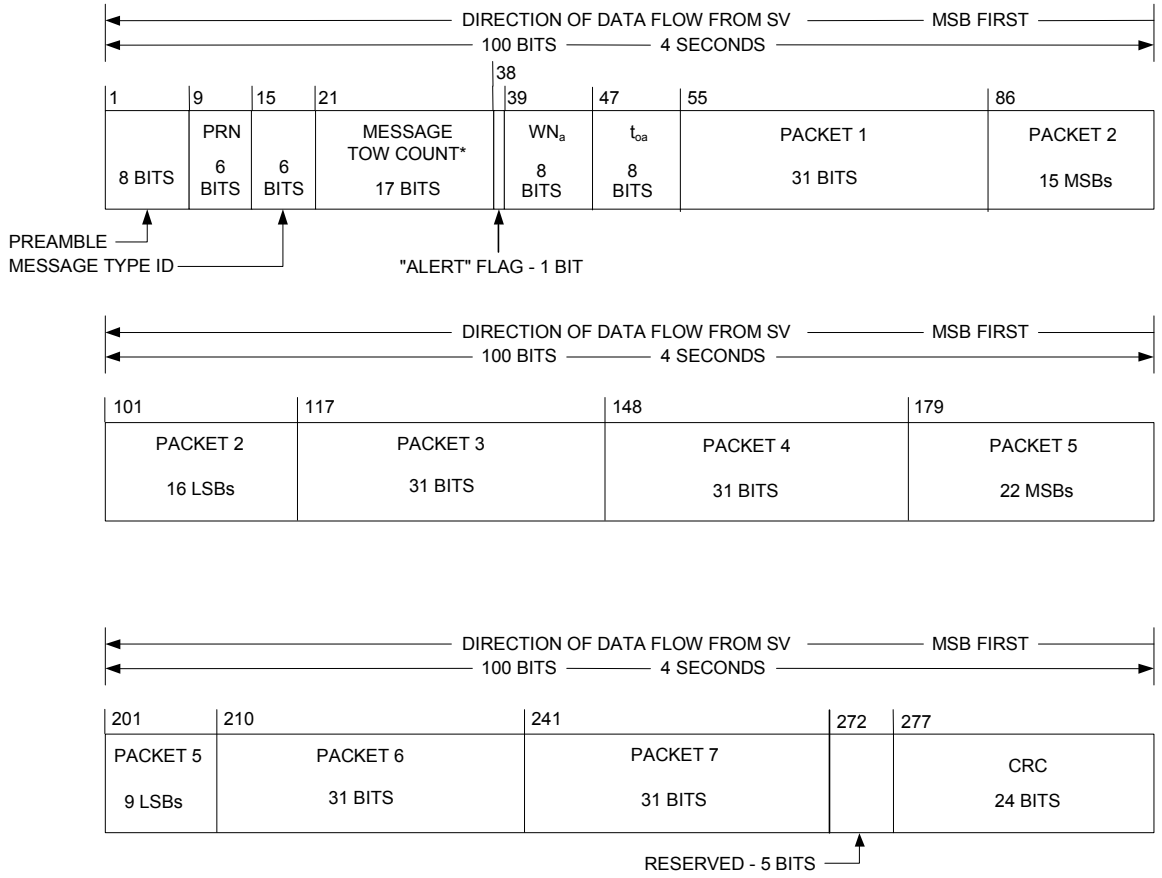 DIRECTION OF DATA FLOW FROM SV MSB FIRST
100 BITS 4 SECONDS
38
1 9 15 21 39 47 55 86
8 BITS
PRN
6
BITS
6
BITS
MESSAGE
TOW COUNT*
17 BITS
WNa
8
BITS
toa
8
BITS
PACKET 1
31 BITS
PACKET 2
15 MSBs
PREAMBLE
MESSAGE TYPE ID
"ALERT" FLAG - 1 BIT
DIRECTION OF DATA FLOW FROM SV MSB FIRST
100 BITS 4 SECONDS
101 117 148 179
PACKET 2
16 LSBs
PACKET 3
31 BITS
PACKET 4
31 BITS
PACKET 5
22 MSBs
DIRECTION OF DATA FLOW FROM SV MSB FIRST
100 BITS 4 SECONDS
201 210 241 272 277
PACKET 5
9 LSBs
PACKET 6
31 BITS
PACKET 7
31 BITS
CRC
24 BITS
RESERVED - 5 BITS